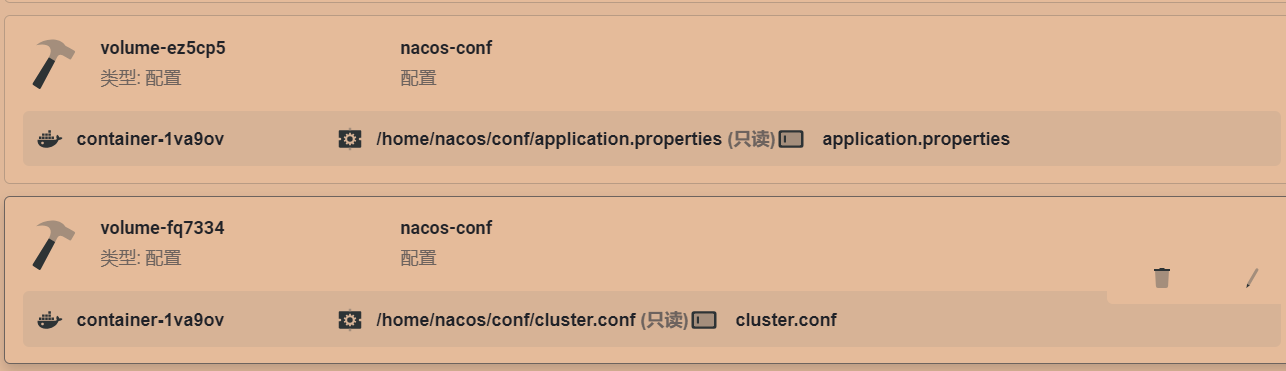 volume-ez5cp5 nacos-conf
类型: 配置 配置
container-1va9ov /home/nacos/conf/application.properties (只读) application.properties
volume-fq7334 nacos-conf
类型: 配置 配置
container-1va9ov /home/nacos/conf/cluster.conf (只读) cluster.conf